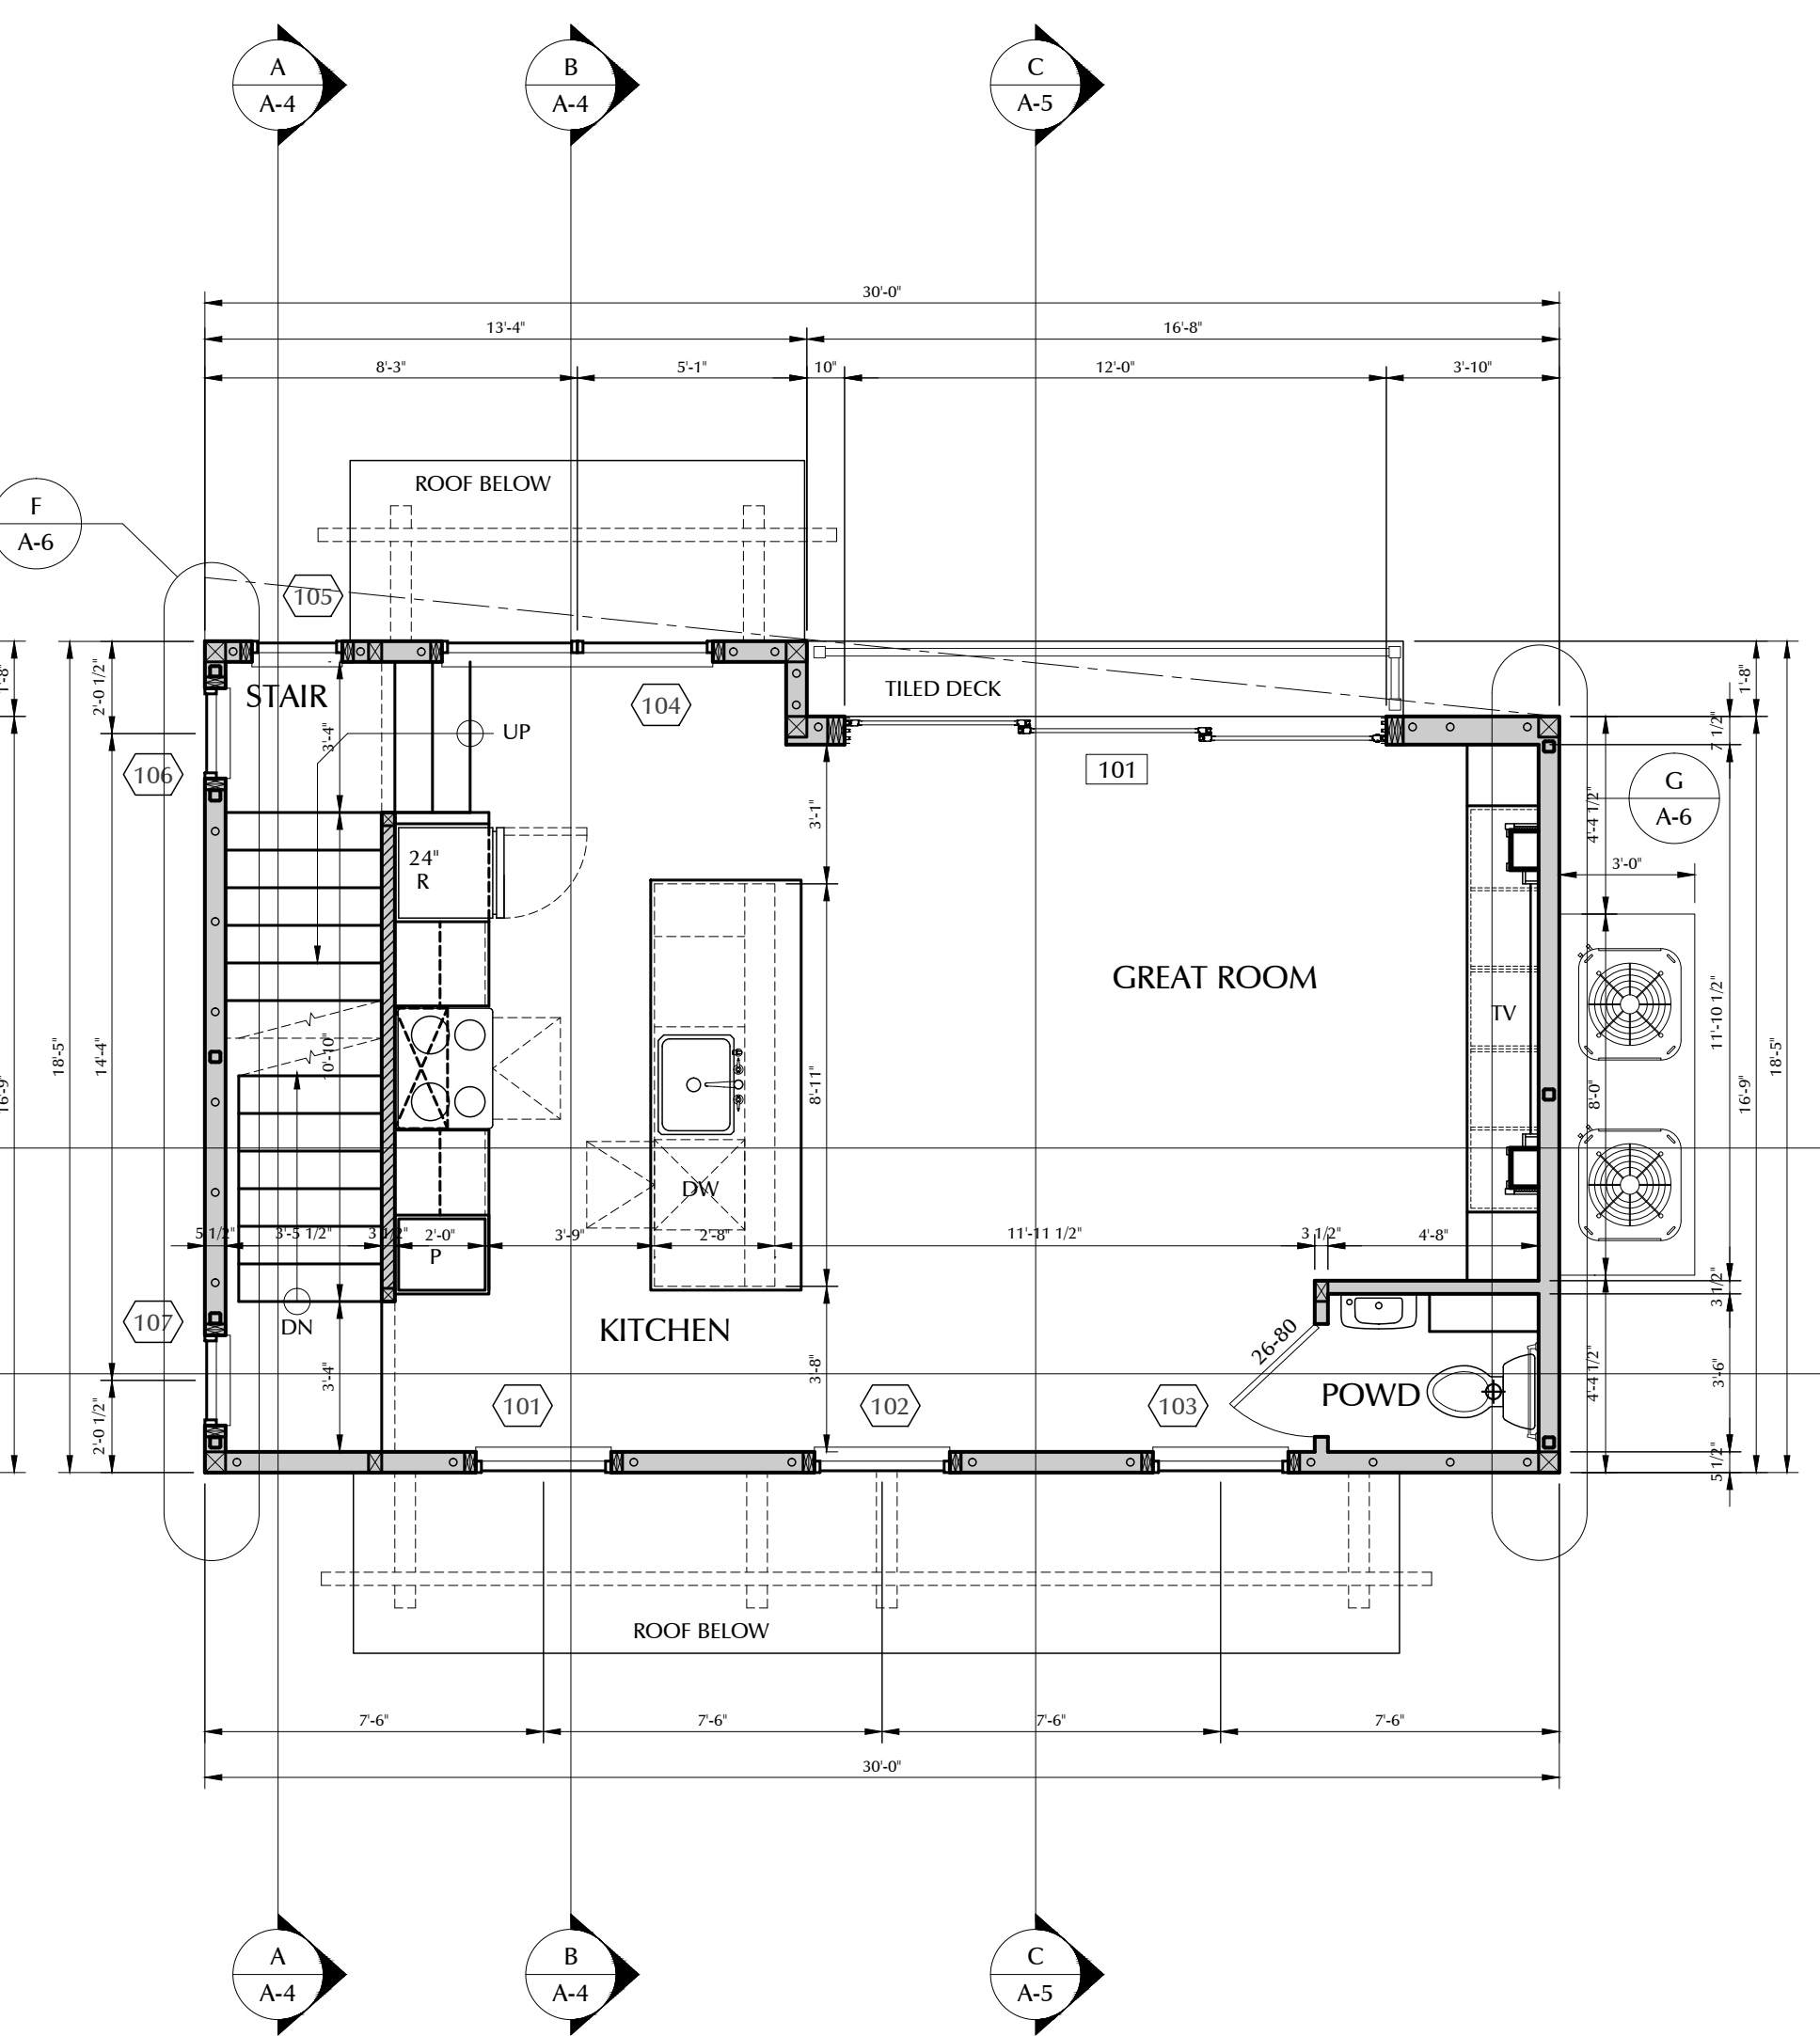 A
A-4
B
A-4
C
A-5
30'-0"
13'-4"
16'-8"
8'-3"
5'-1"
10"
12'-0"
3'-10"
ROOF BELOW
F
A-6
105
STAIR
104
TILED DECK
UP
101
106
G
A-6
1'-8"
2'-0 1/2"
3'-4"
1'-8"
7 1/2"
3'-1"
4'-4 1/2"
3'-0"
24"
R
GREAT ROOM
TV
18'-5"
14'-4"
16'-9"
10'-10"
8'-11"
8'-0"
11'-10 1/2"
16'-9"
18'-5"
DW
5 1/2"
3'-5 1/2"
3 1/2"
2'-0"
3'-9"
2'-8"
11'-11 1/2"
3 1/2"
4'-8"
P
3 1/2"
107
DN
KITCHEN
26-80
3'-4"
3'-8"
POWD
4'-4 1/2"
3'-6"
101
102
103
2'-0 1/2"
5 1/2"
ROOF BELOW
7'-6"
7'-6"
7'-6"
7'-6"
30'-0"
A
A-4
B
A-4
C
A-5